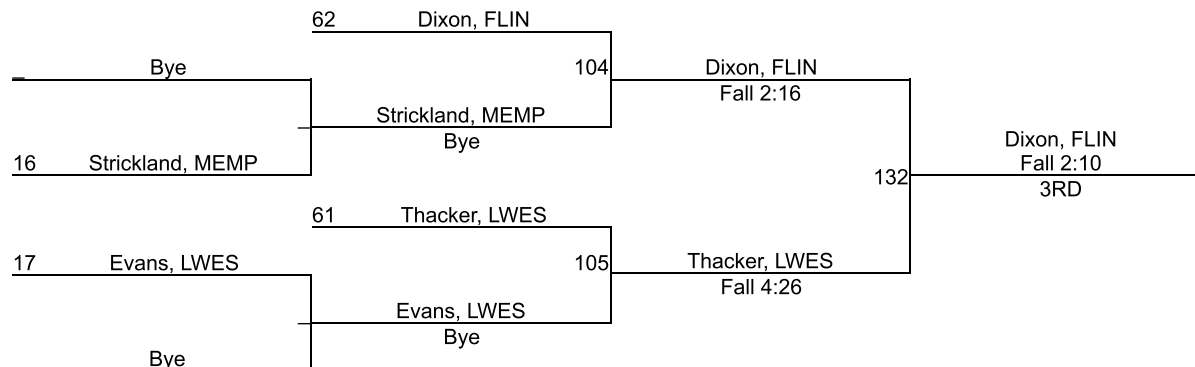 62 Dixon, FLIN
_ Bye
104 Dixon, FLIN
Fall 2:16
_ Strickland, MEMP
Bye
16 Strickland, MEMP
Dixon, FLIN
Fall 2:10
132
3RD
61 Thacker, LWES
17 Evans, LWES
105 Thacker, LWES
Fall 4:26
_ Evans, LWES
Bye
Bye